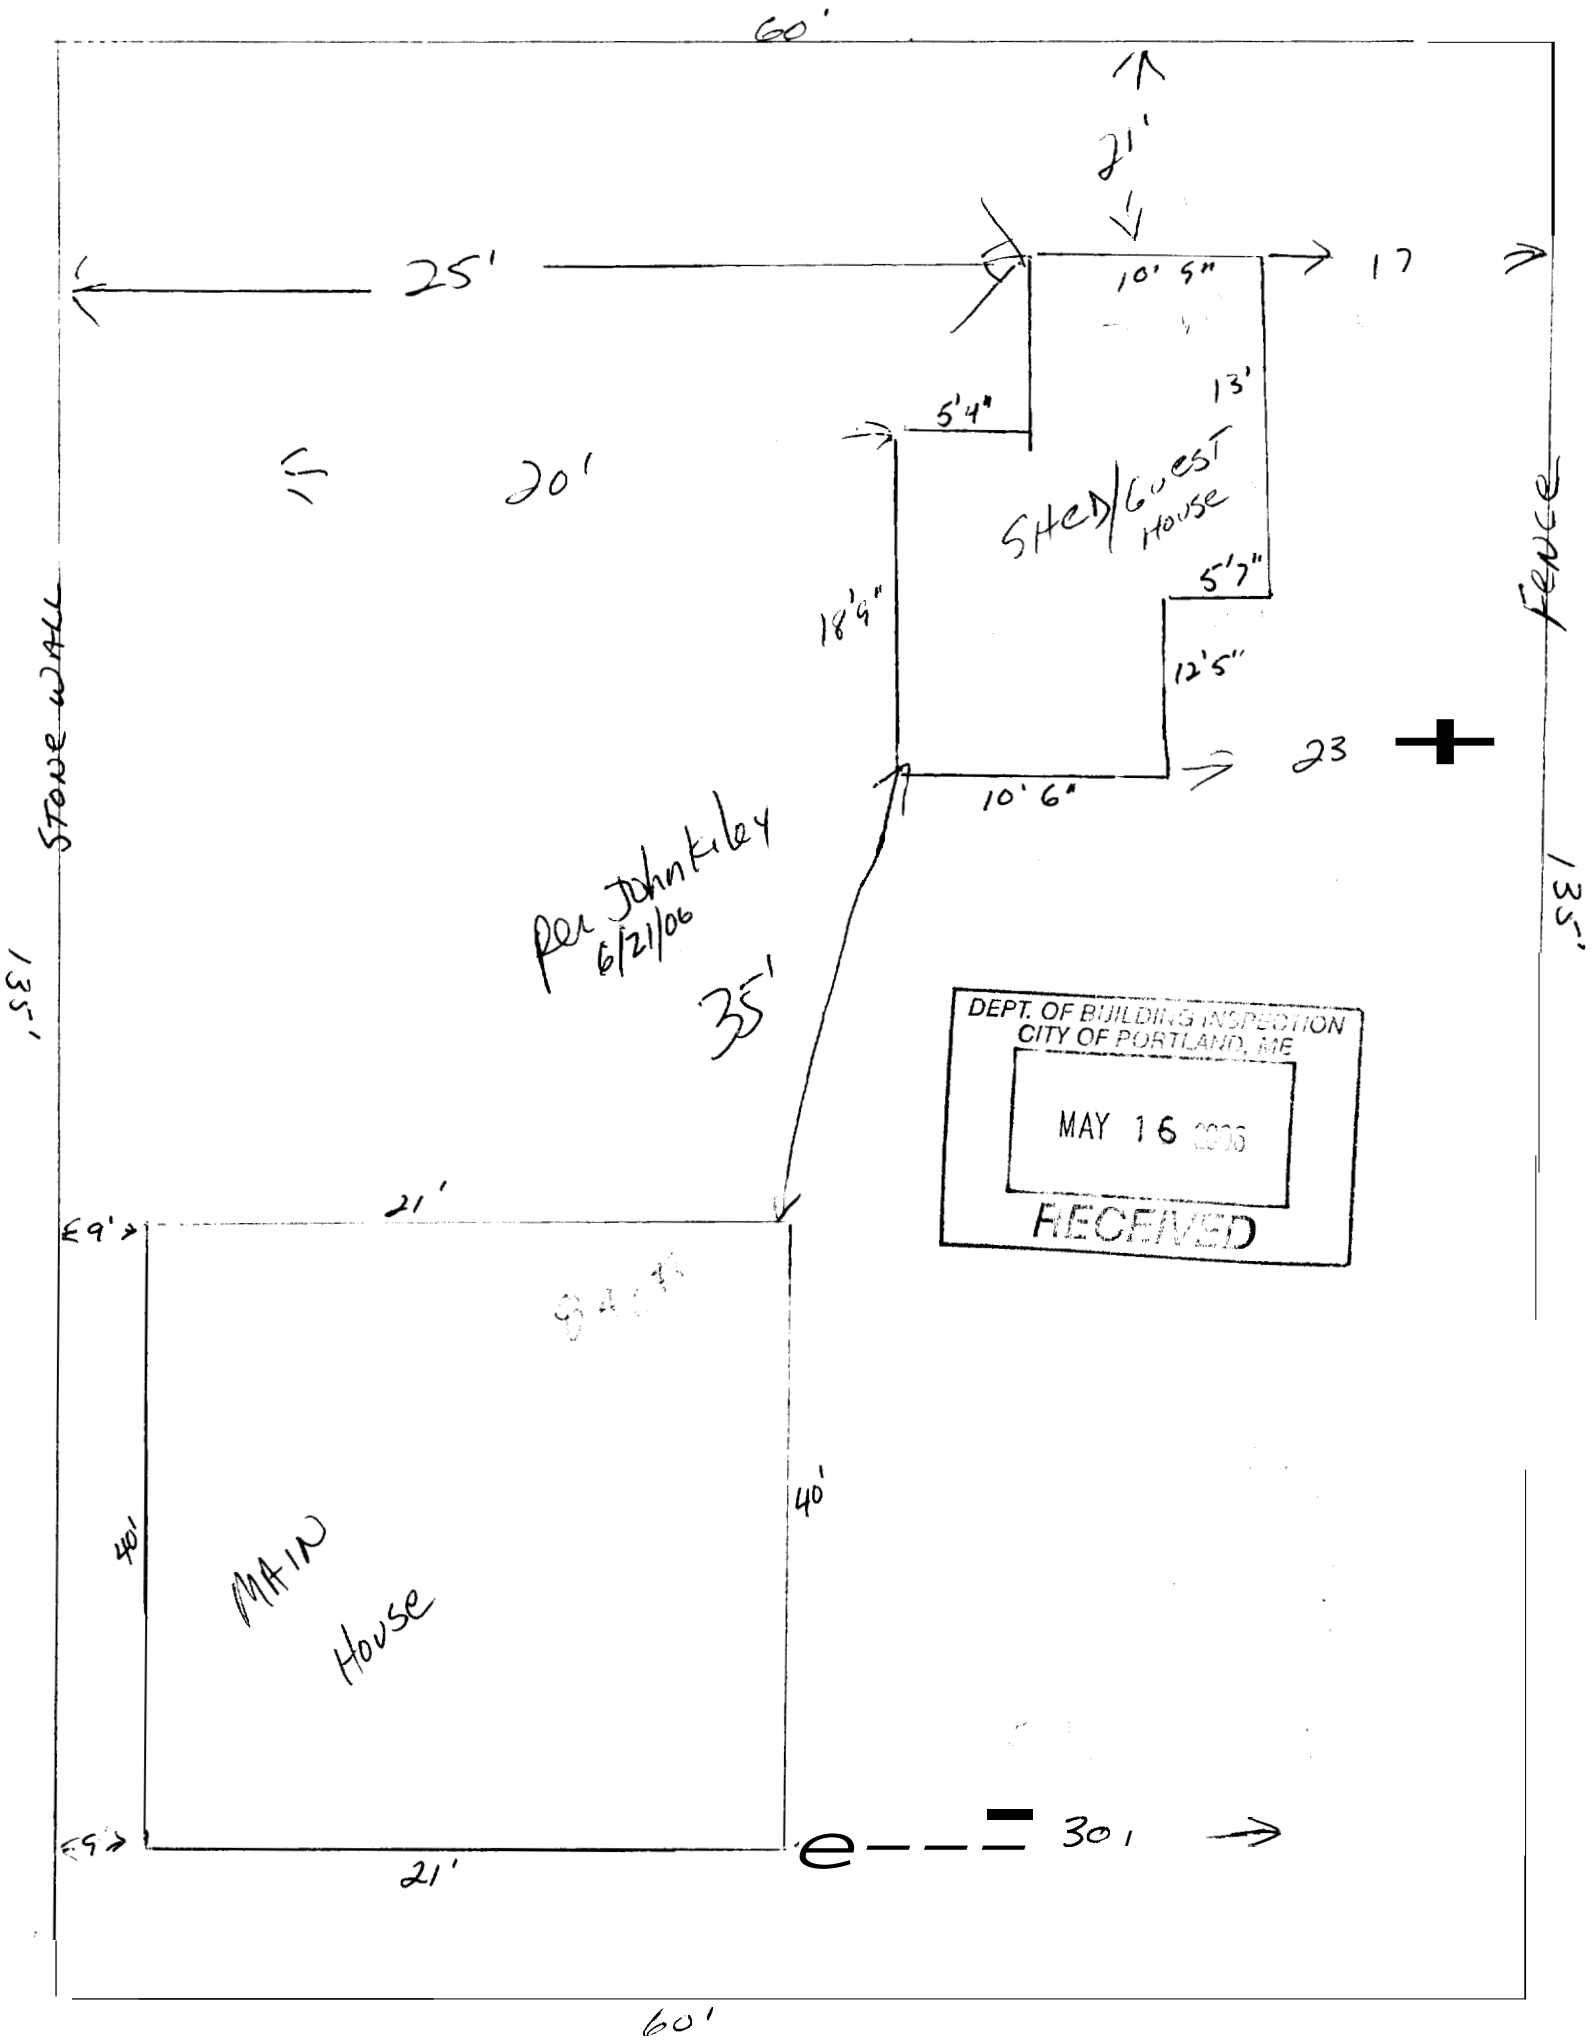 60'
21'
25'
10' 9"
17
5'4"
13'
20'
SHED/GUEST
HOUSE
FENCE
5'7"
18'9"
12'5"
STONE WALL
23
10' 6"
per John Kiley
6/21/06
135'
135'
35'
DEPT. OF BUILDING INSPECTION
CITY OF PORTLAND, ME
MAY 16 2006
RECEIVED
21'
9'
40'
40'
MAIN
House
9'
e --- 30'
21'
60'